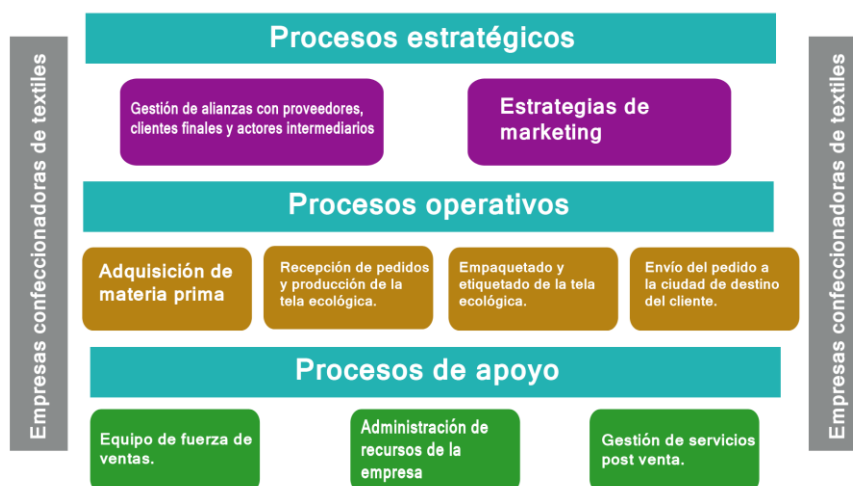 Empresas confeccionadoras de textiles
Procesos estratégicos
Gestión de alianzas con proveedores,
clientes finales y actores intermediarios
Estrategias de
marketing
Procesos operativos
Adquisición de
materia prima
Recepción de pedidos
y producción de la
tela ecológica.
Empaquetado y
etiquetado de la tela
ecológica.
Envío del pedido a
la ciudad de destino
del cliente.
Procesos de apoyo
Equipo de fuerza de
ventas.
Administración de
recursos de la
empresa
Gestión de servicios
post venta.
Empresas confeccionadoras de textiles